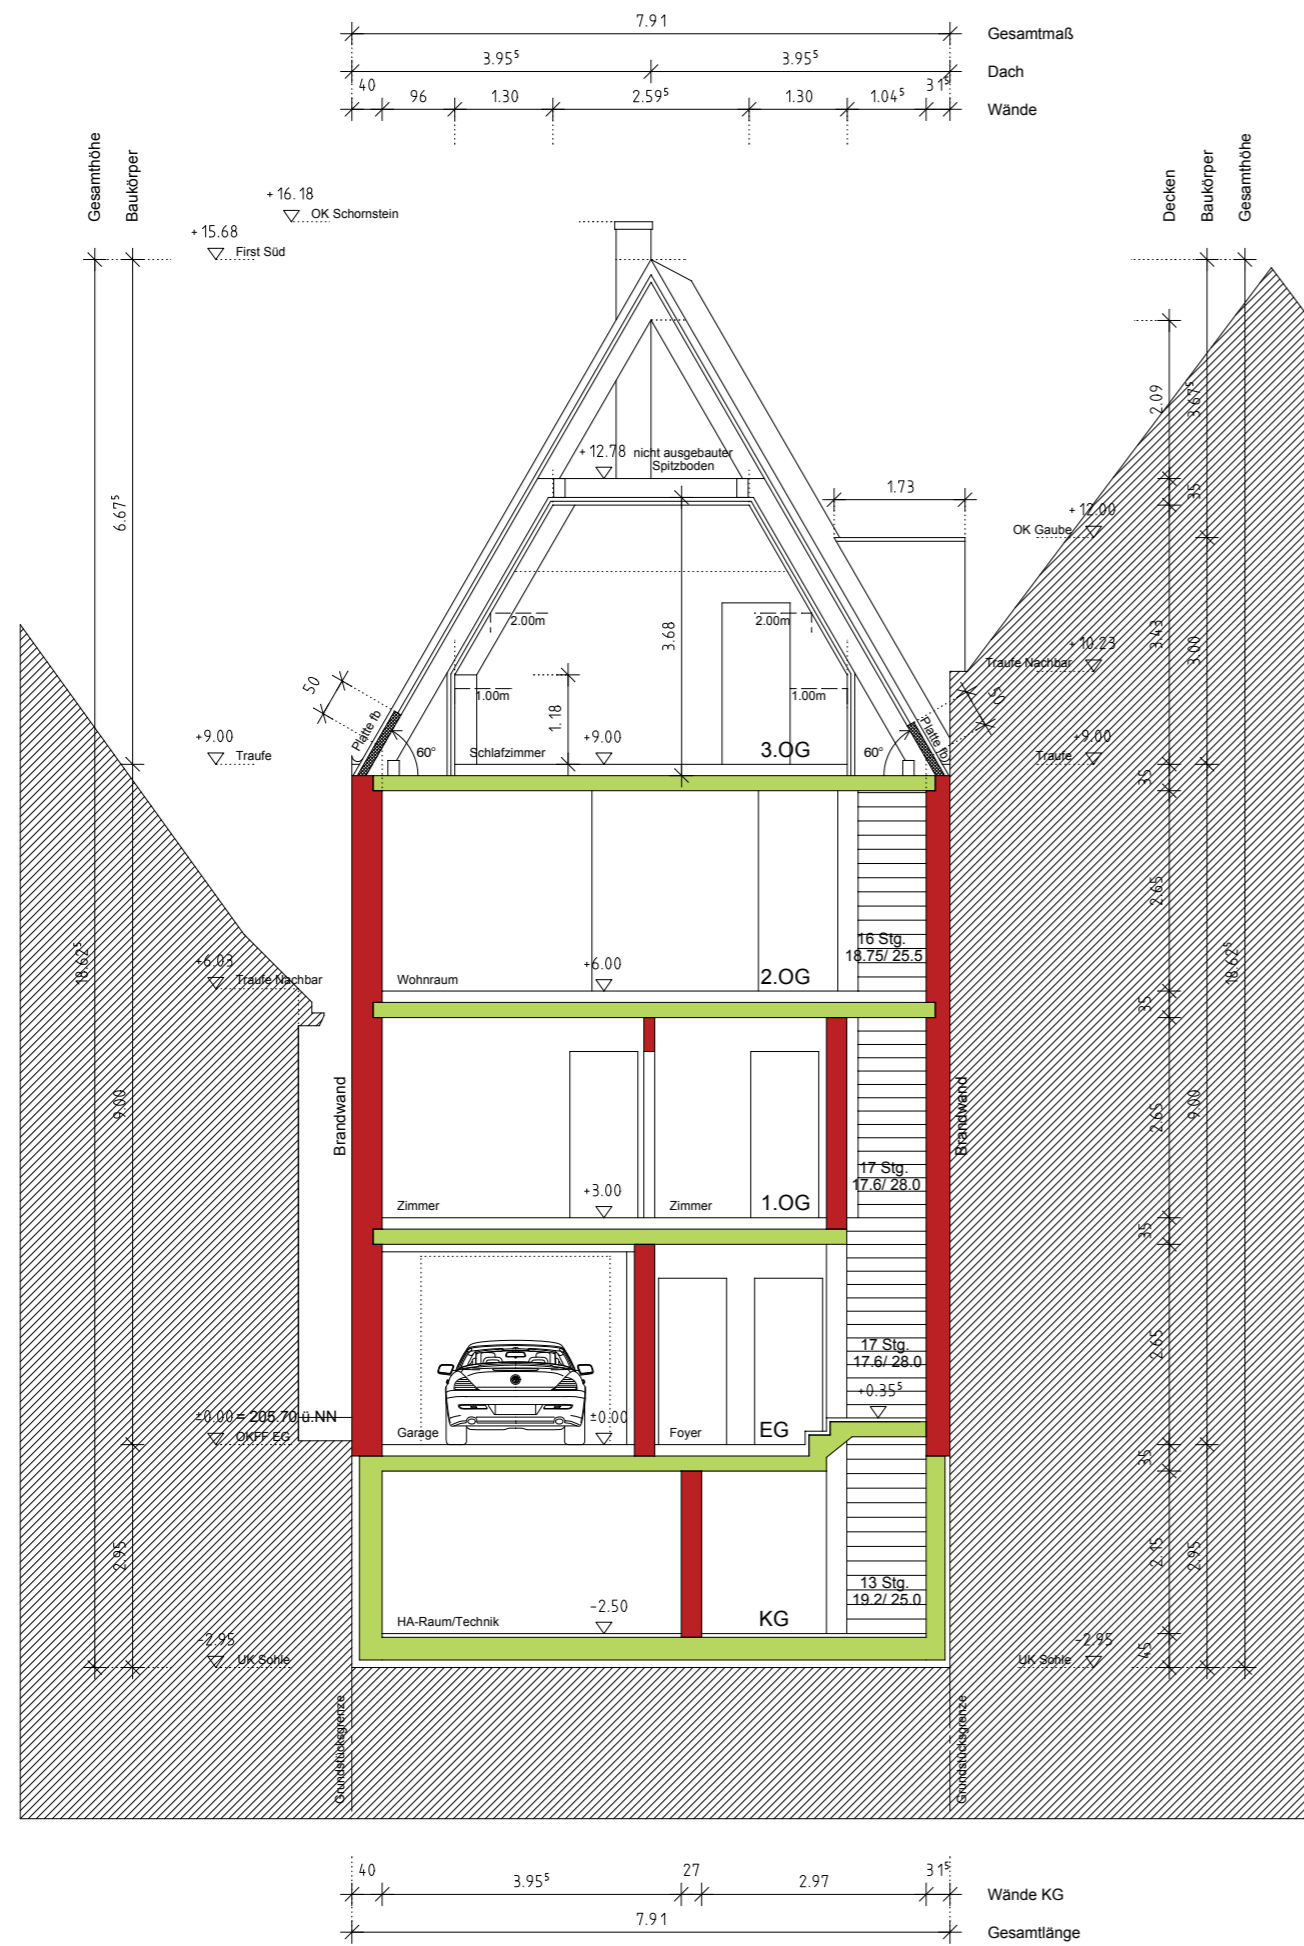 7.91
Gesamtmaß
3.95⁵
3.95⁵
Dach
40
96
1.30
2.59⁵
1.30
1.04⁵
31⁵
Wände
Gesamthöhe
Baukörper
Decken
Baukörper
Gesamthöhe
+16.18
OK Schornstein
+15.68
First Süd
2.09
3.67⁵
+12.78 nicht ausgebauter
Spitzboden
1.73
35
6.67⁵
+12.00
OK Gaube
2.00m
2.00m
3.68
3.43
3.00
+10.23
Traufe Nachbar
50
50
1.00m
1.00m
1.18
Platte fb
Platte fb
+9.00
Traufe
60°
Schlafzimmer
+9.00
3.OG
60°
+9.00
Traufe
35
2.65
16 Stg.
18.75/ 25.5
18.62⁵
18.62⁵
+6.03
Traufe Nachbar
Wohnraum
+6.00
2.OG
35
9.00
Brandwand
Brandwand
2.65
9.00
17 Stg.
17.6/ 28.0
Zimmer
+3.00
Zimmer
1.OG
35
2.65
17 Stg.
17.6/ 28.0
+0.35⁵
±0.00 = 205.70 ü.NN
OKFF EG
Garage
±0.00
Foyer
EG
35
2.95
2.15
2.95
13 Stg.
19.2/ 25.0
HA-Raum/Technik
-2.50
KG
-2.95
UK Sohle
-2.95
UK Sohle
45
Grundstücksgrenze
Grundstücksgrenze
40
3.95⁵
27
2.97
31⁵
Wände KG
7.91
Gesamtlänge